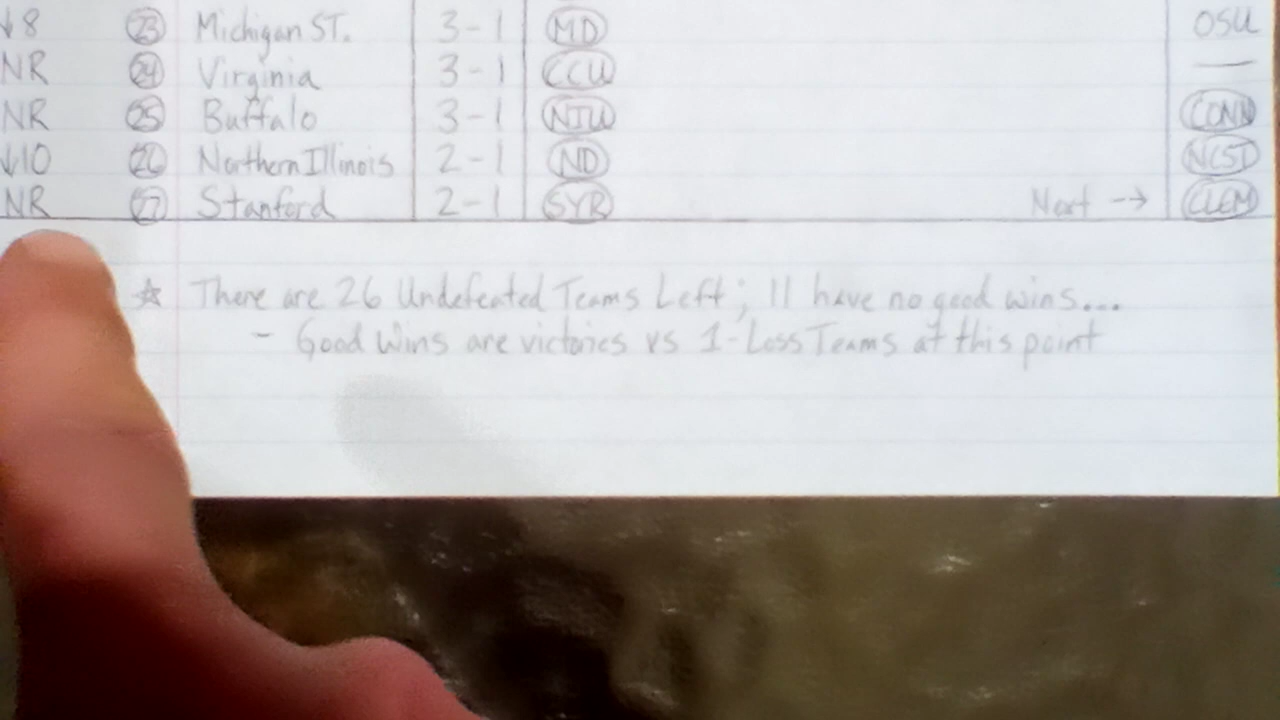 ↓8 23 Michigan ST. 3-1 MD OSU
NR 24 Virginia 3-1 CCU —
NR 25 Buffalo 3-1 NIU CONN
↓10 26 Northern Illinois 2-1 ND NCST
NR 27 Stanford 2-1 SYR Next → CLEM
☆ There are 26 Undefeated Teams Left; 11 have no good wins...
- Good Wins are victories vs 1-Loss Teams at this point